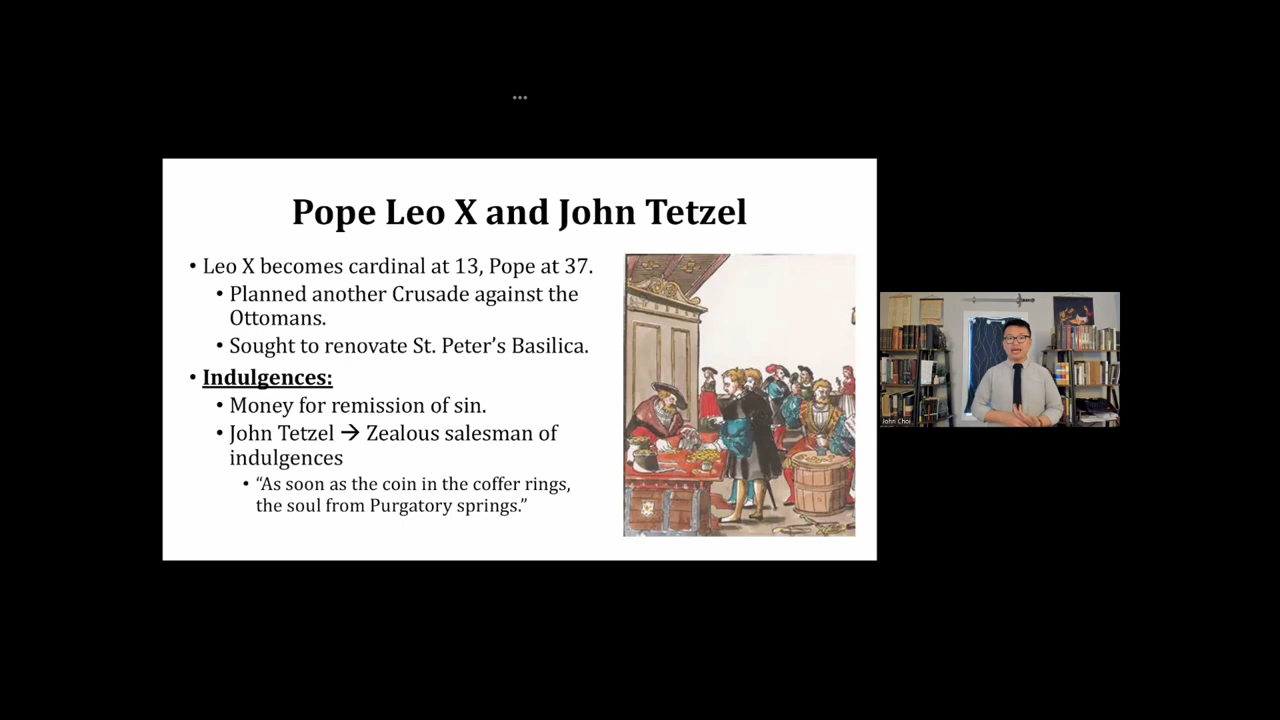 Pope Leo X and John Tetzel
• Leo X becomes cardinal at 13, Pope at 37.
• Planned another Crusade against the
Ottomans.
• Sought to renovate St. Peter’s Basilica.
• Indulgences:
• Money for remission of sin.
• John Tetzel → Zealous salesman of
indulgences
• “As soon as the coin in the coffer rings,
the soul from Purgatory springs.”
John Choi